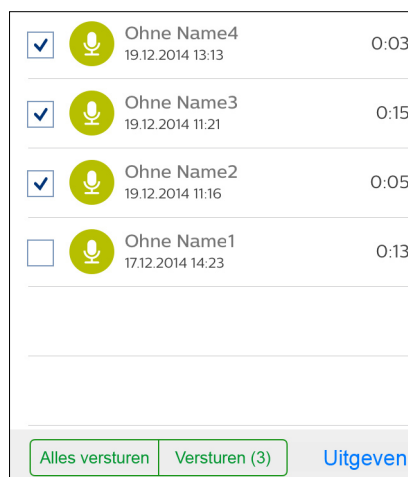 Ohne Name4
19.12.2014 13:13
0:03
Ohne Name3
19.12.2014 11:21
0:15
Ohne Name2
19.12.2014 11:16
0:05
Ohne Name1
17.12.2014 14:23
0:13
Alles versturen Versturen (3) Uitgeven